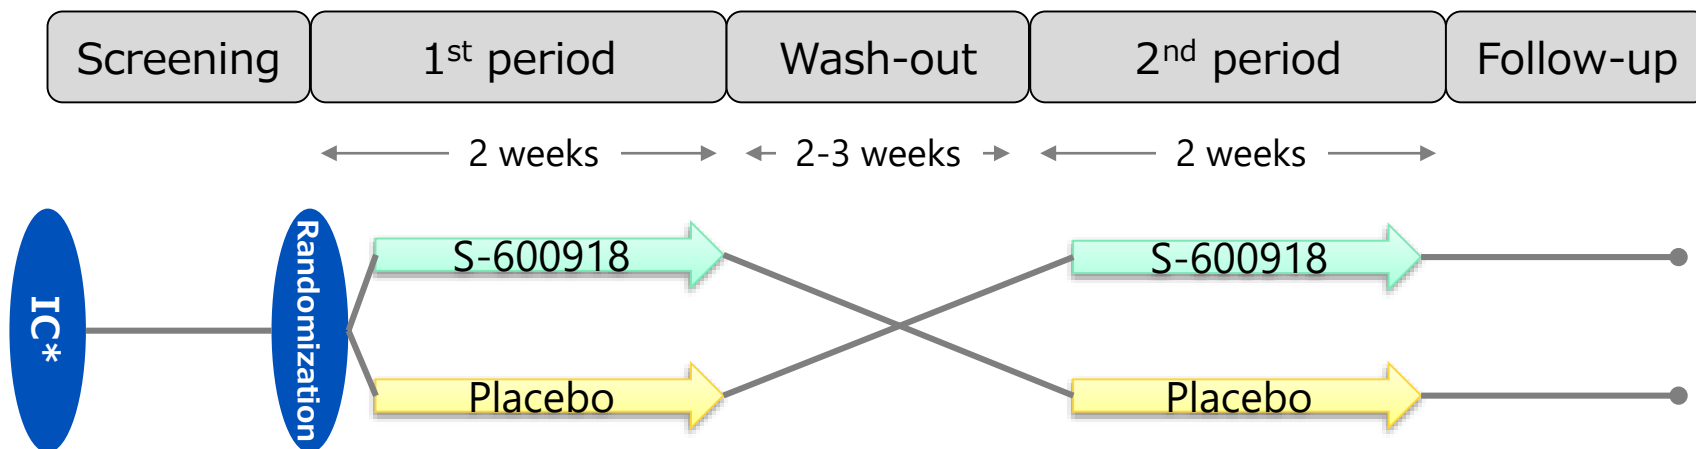 Screening
1st period
Wash-out
2nd period
Follow-up
2 weeks
2-3 weeks
2 weeks
IC*
Randomization
S-600918
S-600918
Placebo
Placebo